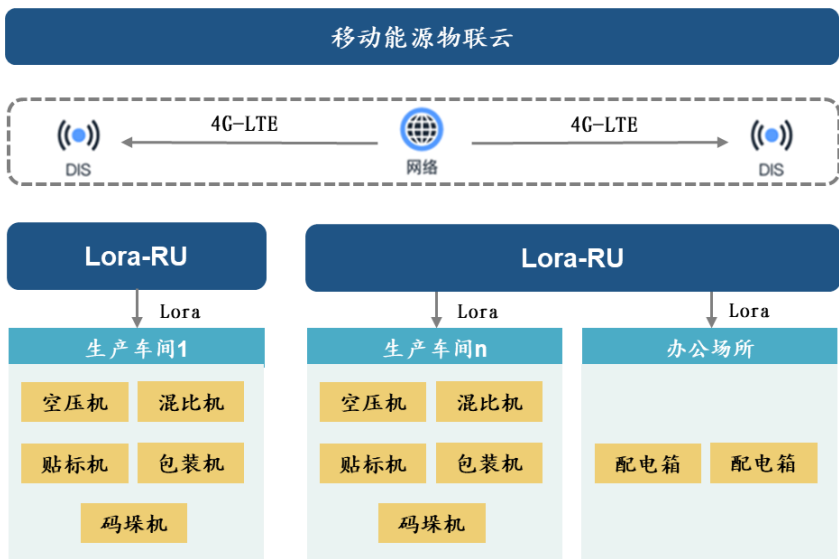 移动能源物联云
4G-LTE
4G-LTE
DIS
网络
DIS
Lora-RU
Lora-RU
Lora
Lora
Lora
生产车间1
生产车间n
办公场所
空压机
混比机
空压机
混比机
贴标机
包装机
贴标机
包装机
配电箱
配电箱
码垛机
码垛机